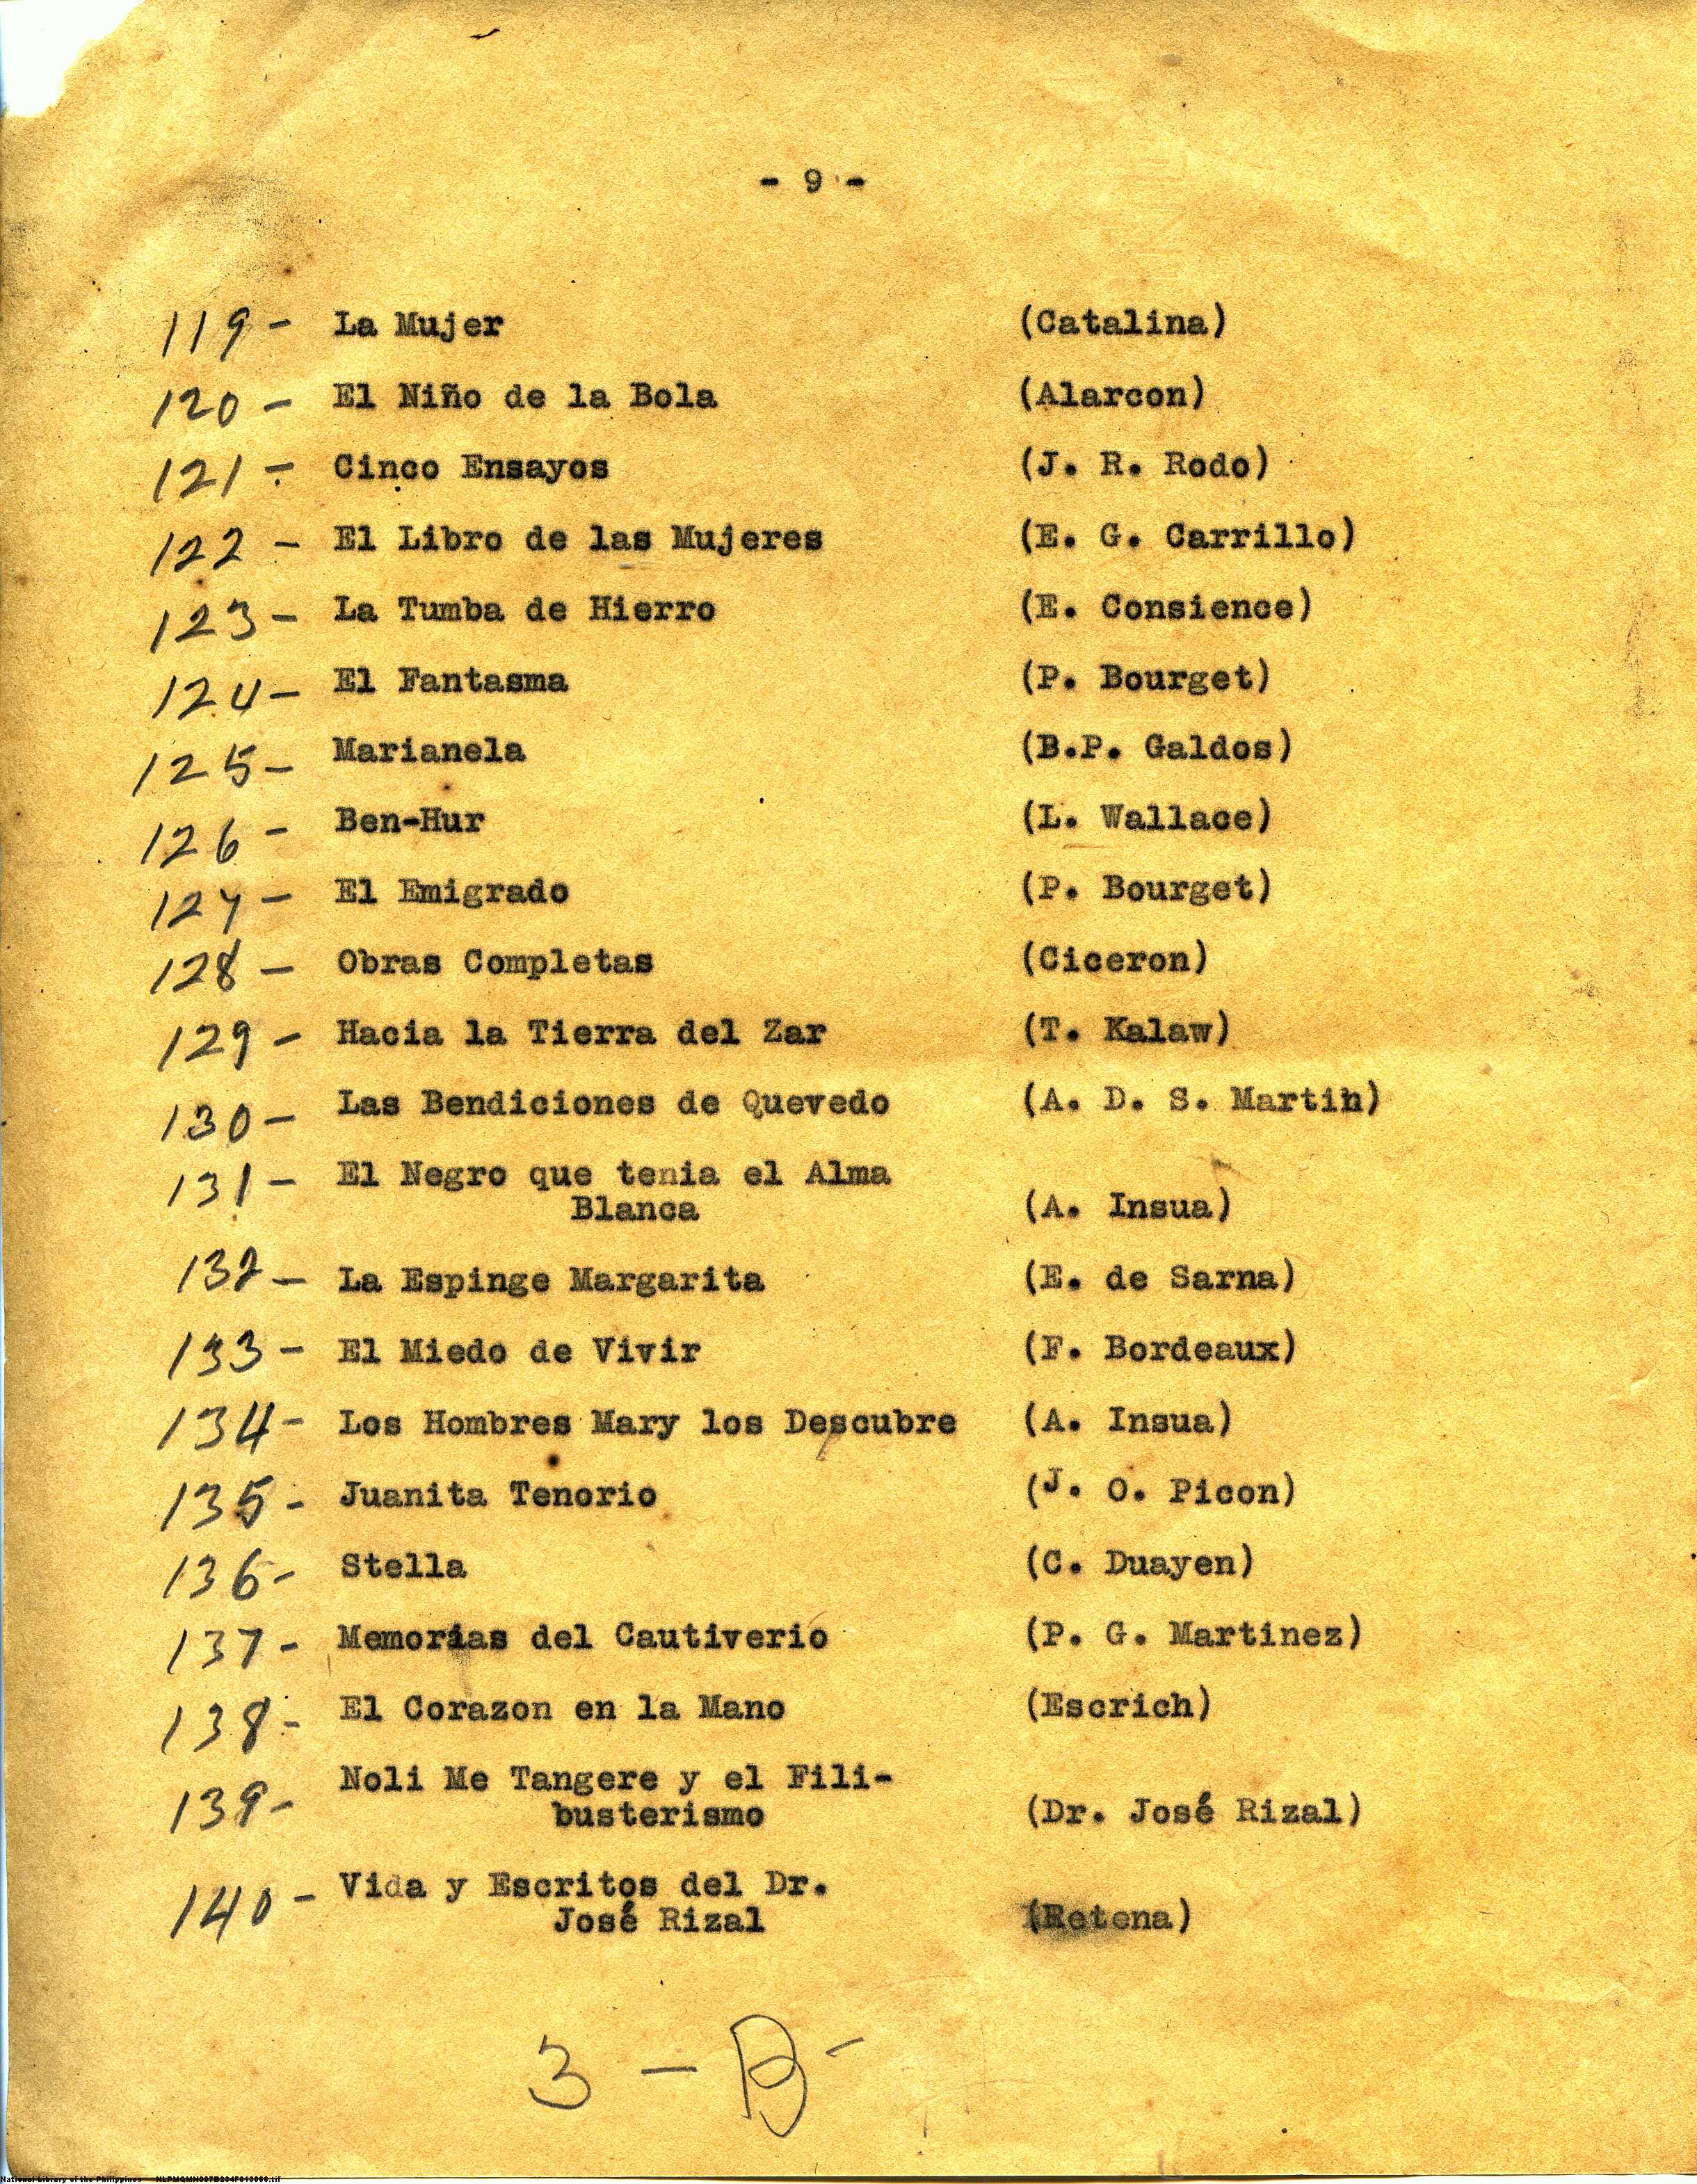 - 9 -
119- La Mujer (Catalina)
120- El Niño de la Bola (Alarcon)
121- Cinco Ensayos (J. R. Rodo)
122- El Libro de las Mujeres (E. G. Carrillo)
123- La Tumba de Hierro (E. Consience)
124- El Fantasma (P. Bourget)
125- Marianela (B.P. Galdos)
126- Ben-Hur (L. Wallace)
127- El Emigrado (P. Bourget)
128- Obras Completas (Ciceron)
129- Hacia la Tierra del Zar (T. Kalaw)
130- Las Bendiciones de Quevedo (A. D. S. Martin)
131- El Negro que tenia el Alma
Blanca (A. Insua)
132- La Espinge Margarita (E. de Sarna)
133- El Miedo de Vivir (F. Bordeaux)
134- Los Hombres Mary los Descubre (A. Insua)
135- Juanita Tenorio (J. O. Picon)
136- Stella (C. Duayen)
137- Memorias del Cautiverio (P. G. Martinez)
138- El Corazon en la Mano (Escrich)
139- Noli Me Tangere y el Fili-
busterismo (Dr. José Rizal)
140- Vida y Escritos del Dr.
José Rizal (Retena)
3 - B -
National Library of the Philippines